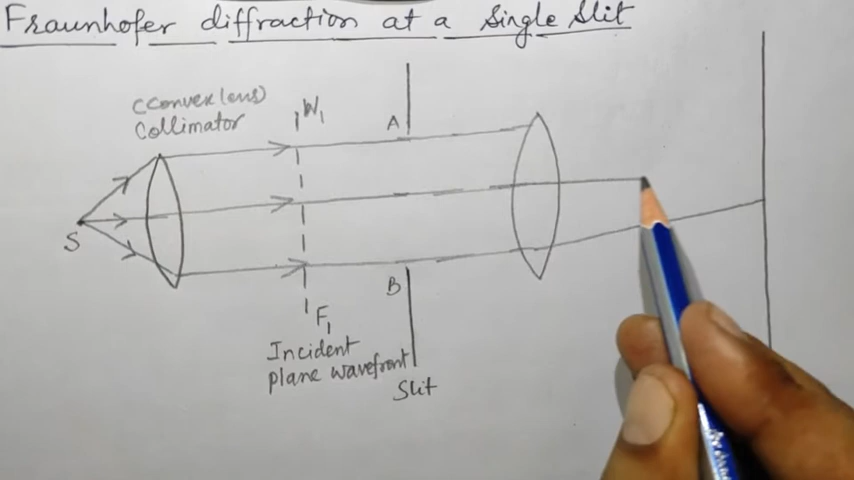 Fraunhofer diffraction at a Single Slit
(Convex lens)
Collimator
W1
A
S
B
F1
Incident
plane wavefront
Slit